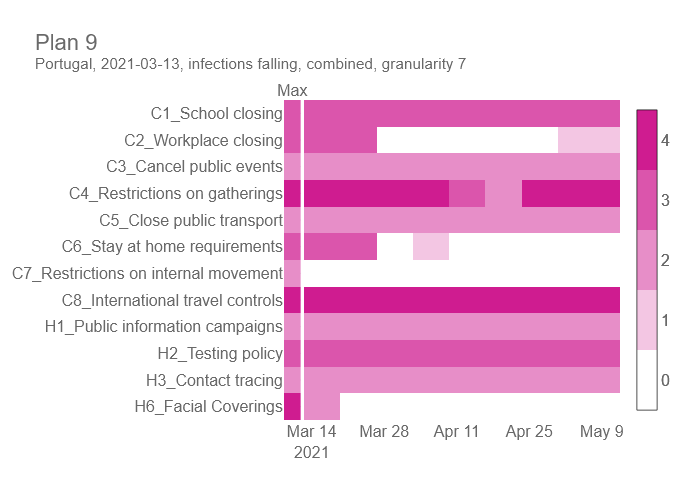 Plan 9
Portugal, 2021-03-13, infections falling, combined, granularity 7
Max
C1_School closing
C2_Workplace closing
C3_Cancel public events
C4_Restrictions on gatherings
C5_Close public transport
C6_Stay at home requirements
C7_Restrictions on internal movement
C8_International travel controls
H1_Public information campaigns
H2_Testing policy
H3_Contact tracing
H6_Facial Coverings
4
3
2
1
0
Mar 14 Mar 28 Apr 11 Apr 25 May 9
2021